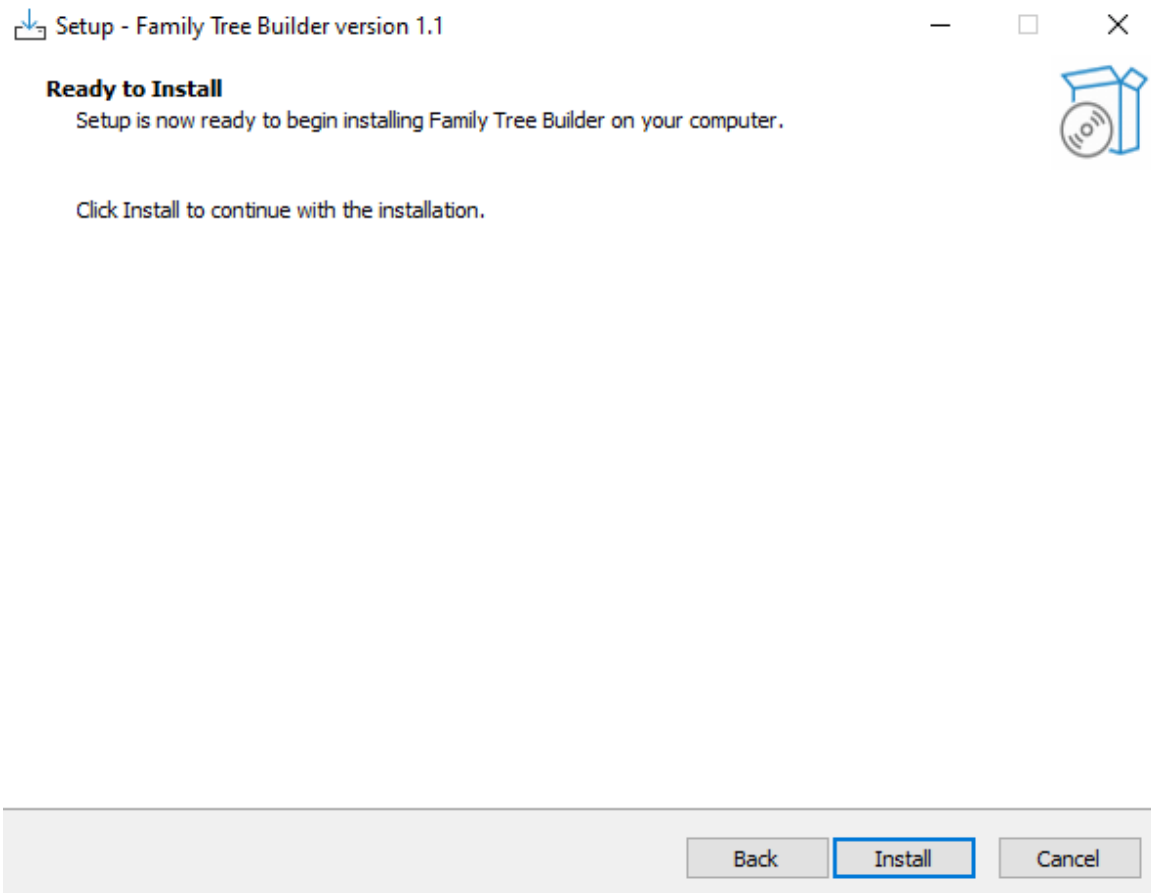 Setup - Family Tree Builder version 1.1
Ready to Install
Setup is now ready to begin installing Family Tree Builder on your computer.
Click Install to continue with the installation.
Back Install Cancel